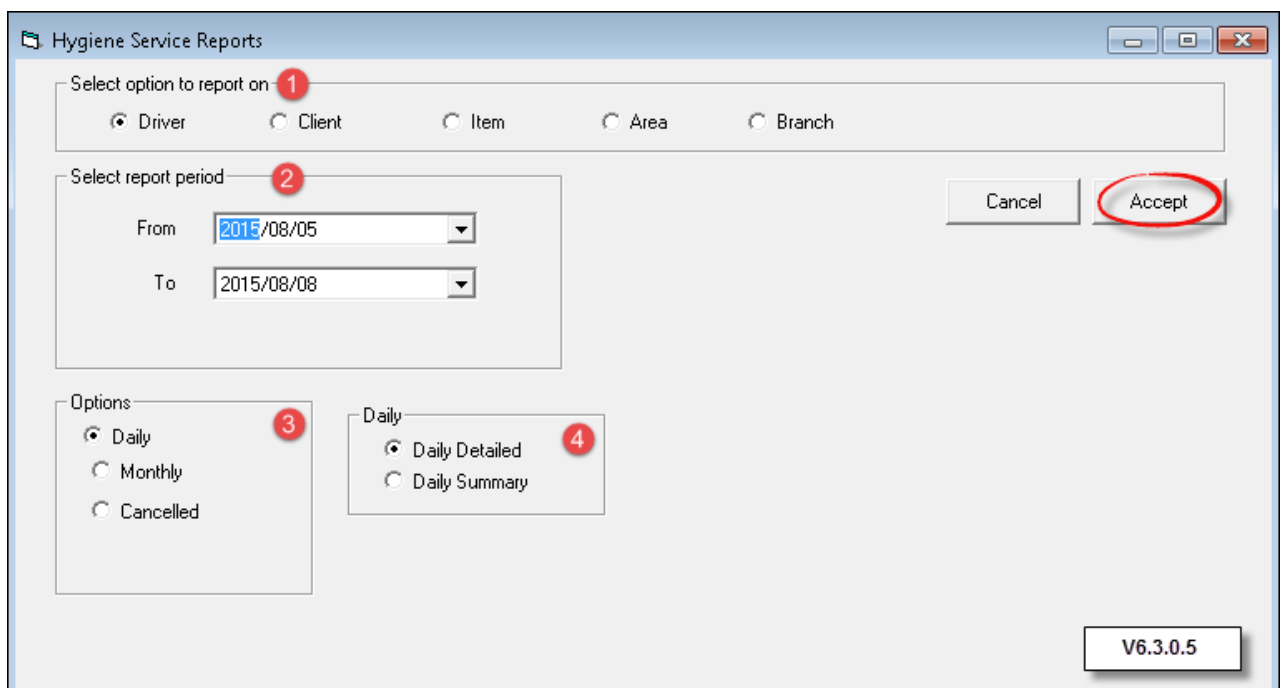 Hygiene Service Reports
Select option to report on 1
Driver Client Item Area Branch
Select report period 2
From 2015/08/05
To 2015/08/08
Cancel Accept
Options 3
Daily
Monthly
Cancelled
Daily 4
Daily Detailed
Daily Summary
V6.3.0.5